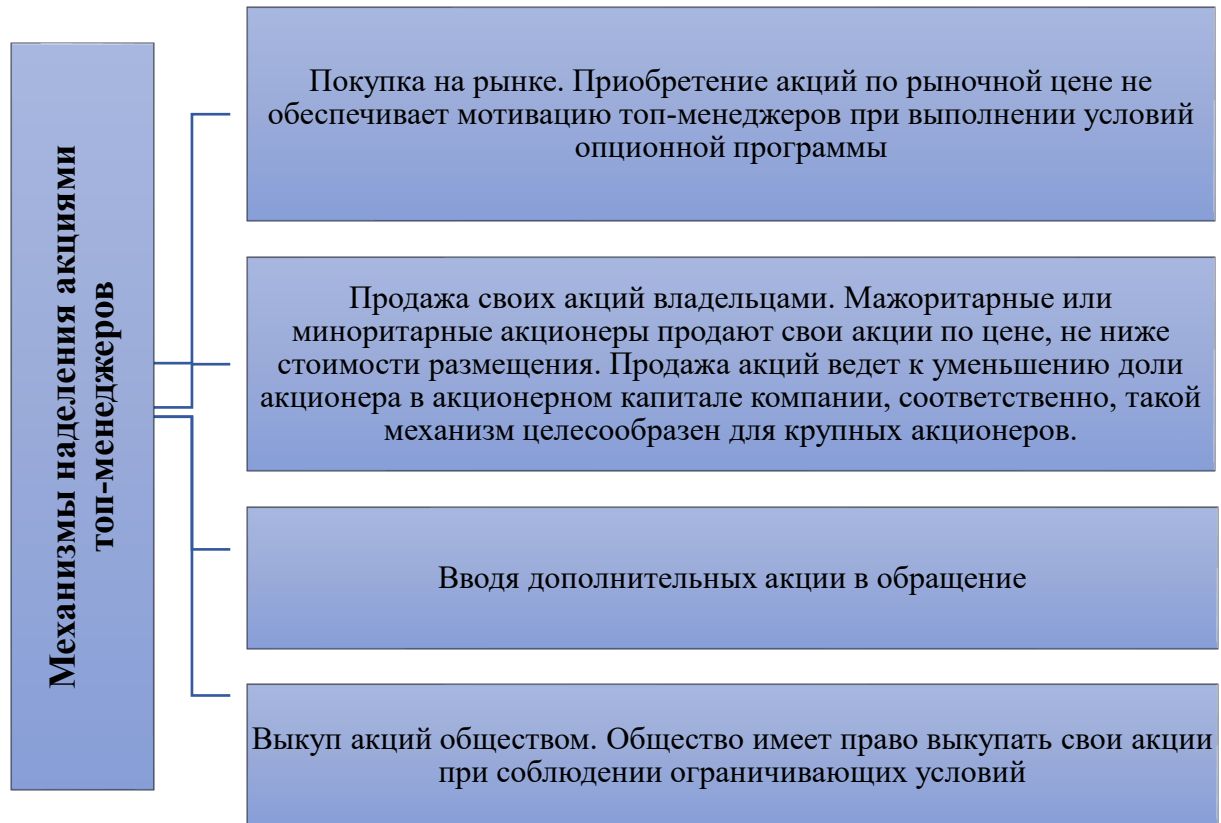 Механизмы наделения акциями
топ-менеджеров
Покупка на рынке. Приобретение акций по рыночной цене не
обеспечивает мотивацию топ-менеджеров при выполнении условий
опционной программы
Продажа своих акций владельцами. Мажоритарные или
миноритарные акционеры продают свои акции по цене, не ниже
стоимости размещения. Продажа акций ведет к уменьшению доли
акционера в акционерном капитале компании, соответственно, такой
механизм целесообразен для крупных акционеров.
Вводя дополнительных акции в обращение
Выкуп акций обществом. Общество имеет право выкупать свои акции
при соблюдении ограничивающих условий